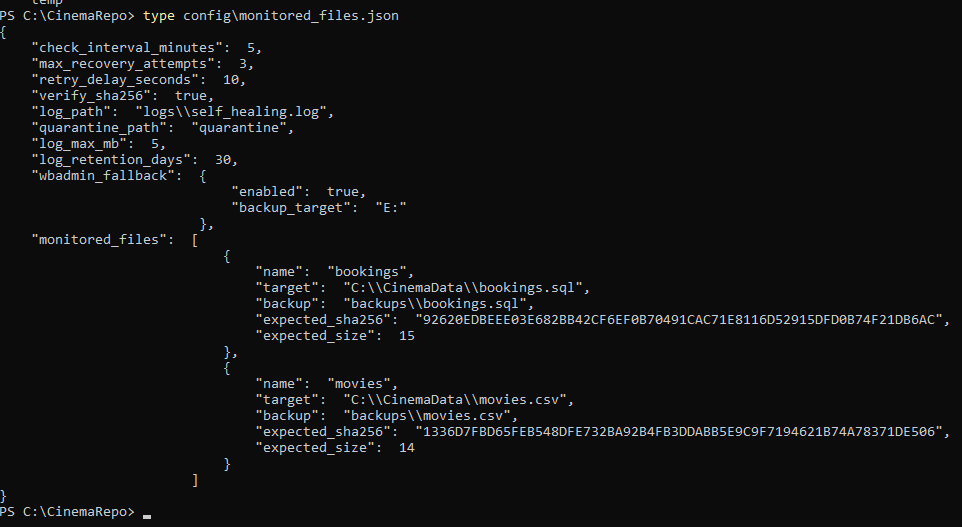 temp
PS C:\CinemaRepo> type config\monitored_files.json
{
    "check_interval_minutes":  5,
    "max_recovery_attempts":  3,
    "retry_delay_seconds":  10,
    "verify_sha256":  true,
    "log_path":  "logs\\self_healing.log",
    "quarantine_path":  "quarantine",
    "log_max_mb":  5,
    "log_retention_days":  30,
    "wbadmin_fallback":  {
                             "enabled":  true,
                             "backup_target":  "E:"
                         },
    "monitored_files":  [
                            {
                                "name":  "bookings",
                                "target":  "C:\\CinemaData\\bookings.sql",
                                "backup":  "backups\\bookings.sql",
                                "expected_sha256":  "92620EDBEEE03E682BB42CF6EF0B70491CAC71E8116D52915DFD0B74F21DB6AC",
                                "expected_size":  15
                            },
                            {
                                "name":  "movies",
                                "target":  "C:\\CinemaData\\movies.csv",
                                "backup":  "backups\\movies.csv",
                                "expected_sha256":  "1336D7FBD65FEB548DFE732BA92B4FB3DDABB5E9C9F7194621B74A78371DE506",
                                "expected_size":  14
                            }
                        ]
}
PS C:\CinemaRepo>